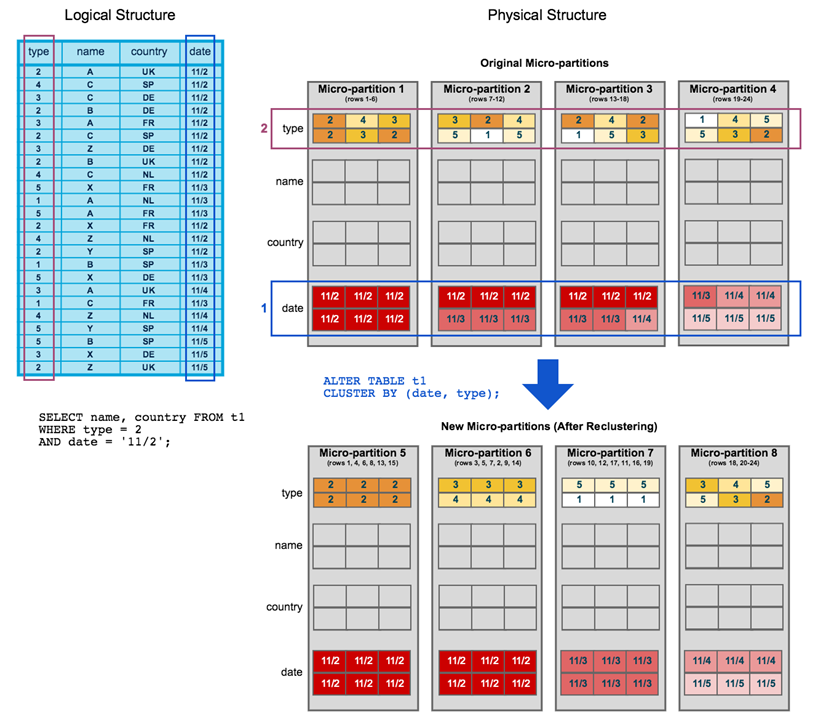 Logical Structure
type name country date
2 A UK 11/2
4 C SP 11/2
3 C DE 11/2
2 B DE 11/2
3 A FR 11/2
2 C SP 11/2
3 Z DE 11/2
2 B UK 11/2
4 C NL 11/2
5 X FR 11/3
1 A NL 11/3
5 A FR 11/3
2 X FR 11/2
4 Z NL 11/2
2 Y SP 11/2
1 B SP 11/3
5 X DE 11/3
3 A UK 11/4
1 C FR 11/3
4 Z NL 11/4
5 Y SP 11/4
5 B SP 11/5
3 X DE 11/5
2 Z UK 11/5
SELECT name, country FROM t1
WHERE type = 2
AND date = '11/2';
Physical Structure
Original Micro-partitions
Micro-partition 1 Micro-partition 2 Micro-partition 3 Micro-partition 4
(rows 1-6) (rows 7-12) (rows 13-18) (rows 19-24)
2 type
2 4 3 3 2 4 2 4 2 1 4 5
2 3 2 5 1 5 1 5 3 5 3 2
name
country
1 date
11/2 11/2 11/2 11/2 11/2 11/2 11/2 11/2 11/2 11/3 11/4 11/4
11/2 11/2 11/2 11/3 11/3 11/3 11/3 11/3 11/4 11/5 11/5 11/5
ALTER TABLE t1
CLUSTER BY (date, type);
New Micro-partitions (After Reclustering)
Micro-partition 5 Micro-partition 6 Micro-partition 7 Micro-partition 8
(rows 1, 4, 6, 8, 13, 15) (rows 3, 5, 7, 2, 9, 14) (rows 10, 12, 17, 11, 16, 19) (rows 18, 20-24)
type
2 2 2 3 3 3 5 5 5 3 4 5
2 2 2 4 4 4 1 1 1 5 3 2
name
country
date
11/2 11/2 11/2 11/2 11/2 11/2 11/3 11/3 11/3 11/4 11/4 11/4
11/2 11/2 11/2 11/2 11/2 11/2 11/3 11/3 11/3 11/5 11/5 11/5